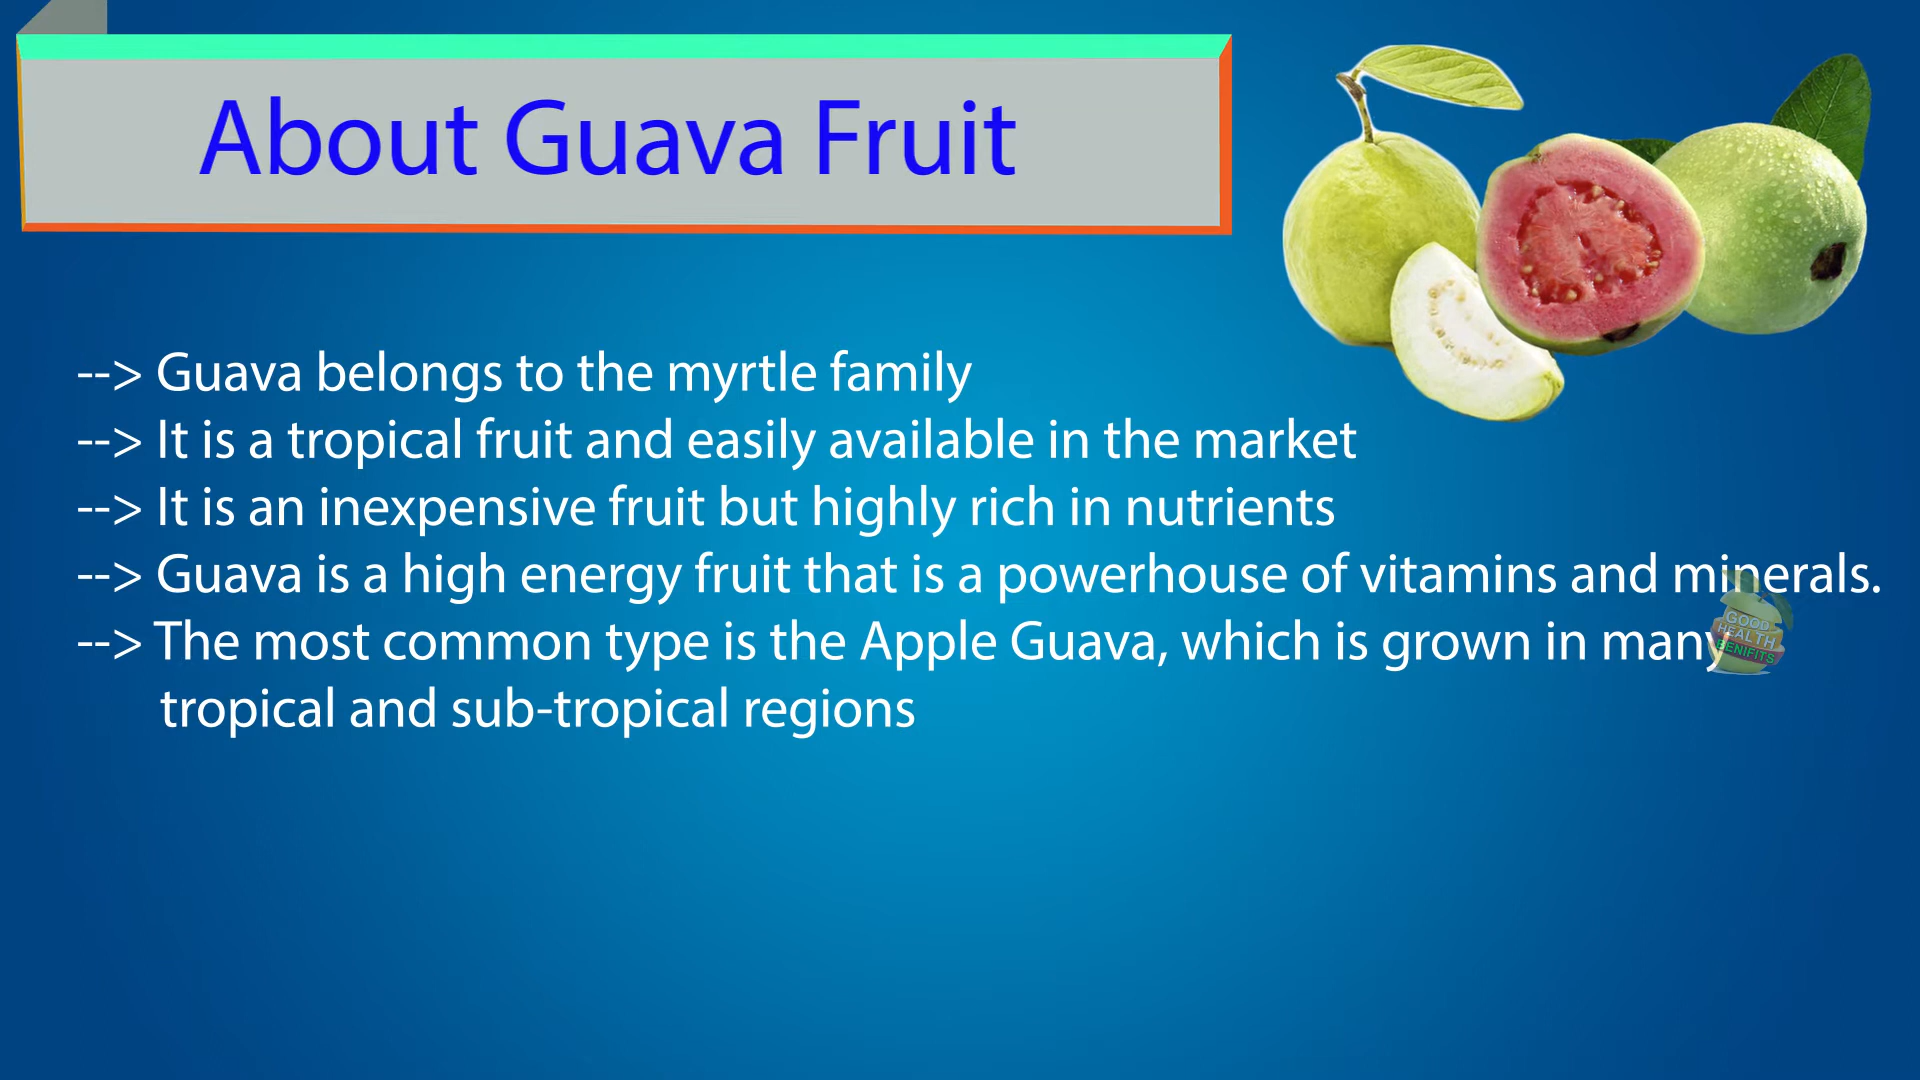 About Guava Fruit
--> Guava belongs to the myrtle family
--> It is a tropical fruit and easily available in the market
--> It is an inexpensive fruit but highly rich in nutrients
--> Guava is a high energy fruit that is a powerhouse of vitamins and minerals.
--> The most common type is the Apple Guava, which is grown in many
tropical and sub-tropical regions
GOOD
HEALTH
BENIFITS